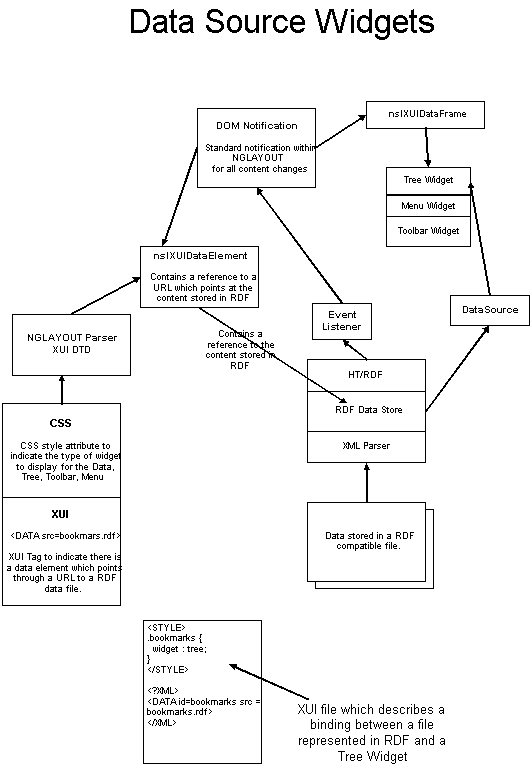 Data Source Widgets
DOM Notification
Standard notification within
NGLAYOUT
for all content changes
nsIXUIDataFrame
Tree Widget
Menu Widget
Toolbar Widget
nsIXUIDataElement
Contains a reference to a
URL which points at the
content stored in RDF
Event
Listener
DataSource
NGLAYOUT Parser
XUI DTD
Contains a
reference to the
content stored in
RDF
HT/RDF
RDF Data Store
XML Parser
CSS
CSS style attribute to
indicate the type of widget
to display for the Data,
Tree, Toolbar, Menu
XUI
<DATA src=bookmars.rdf>
XUI Tag to indicate there is
a data element which points
through a URL to a RDF
data file.
Data stored in a RDF
compatible file.
<STYLE>
.bookmarks {
widget : tree;
}
</STYLE>
<?XML>
<DATA id=bookmarks src =
bookmarks.rdf>
</XML>
XUI file which describes a
binding between a file
represented in RDF and a
Tree Widget